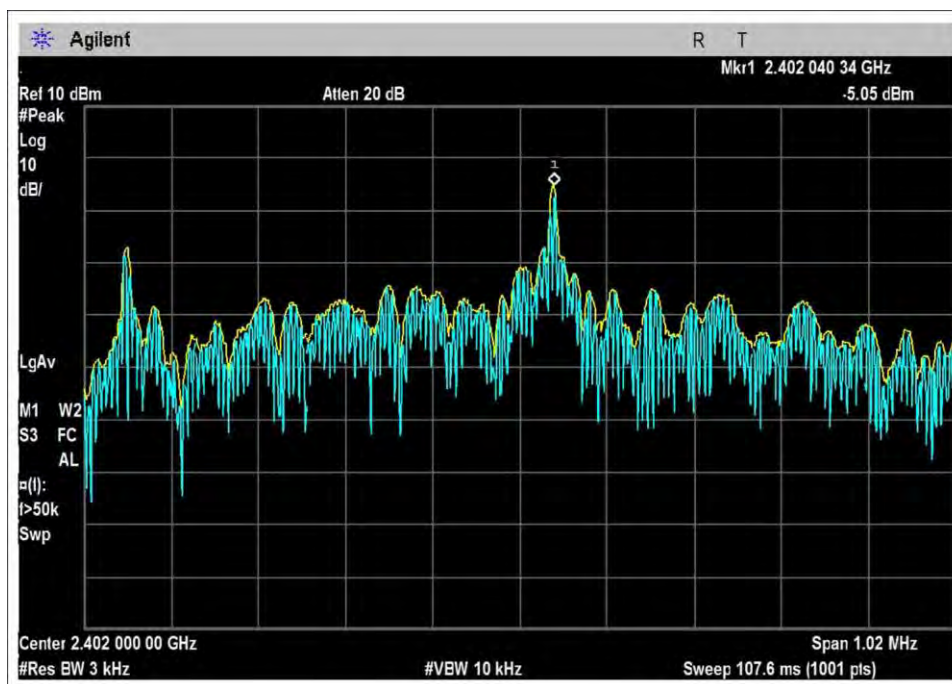 Agilent R T
Mkr1 2.402 040 34 GHz
Ref 10 dBm Atten 20 dB -5.05 dBm
#Peak
Log
10
dB/
1
LgAv
M1 W2
S3 FC
AL
¤(f):
f>50k
Swp
Center 2.402 000 00 GHz Span 1.02 MHz
#Res BW 3 kHz #VBW 10 kHz Sweep 107.6 ms (1001 pts)